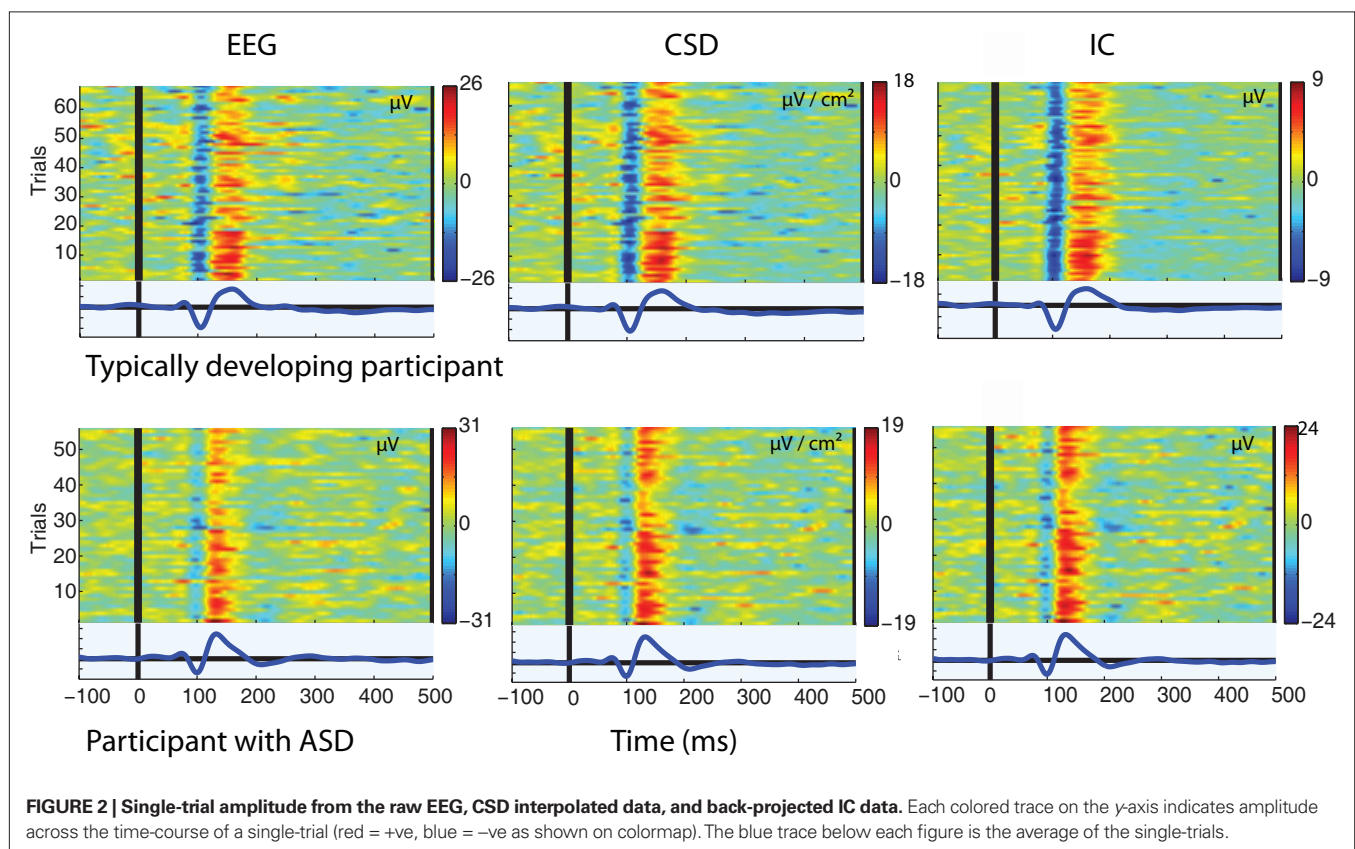 EEG CSD IC
26 18 9
µV µV / cm² µV
60
50
40
30
20
10
Trials
0 0 0
−26 −18 −9
Typically developing participant
31 19 24
µV µV / cm² µV
50
40
30
20
10
Trials
0 0 0
−31 −19 −24
−100 0 100 200 300 400 500 −100 0 100 200 300 400 500 −100 0 100 200 300 400 500
Participant with ASD Time (ms)
FIGURE 2 | Single-trial amplitude from the raw EEG, CSD interpolated data, and back-projected IC data. Each colored trace on the y-axis indicates amplitude
across the time-course of a single-trial (red = +ve, blue = −ve as shown on colormap). The blue trace below each figure is the average of the single-trials.